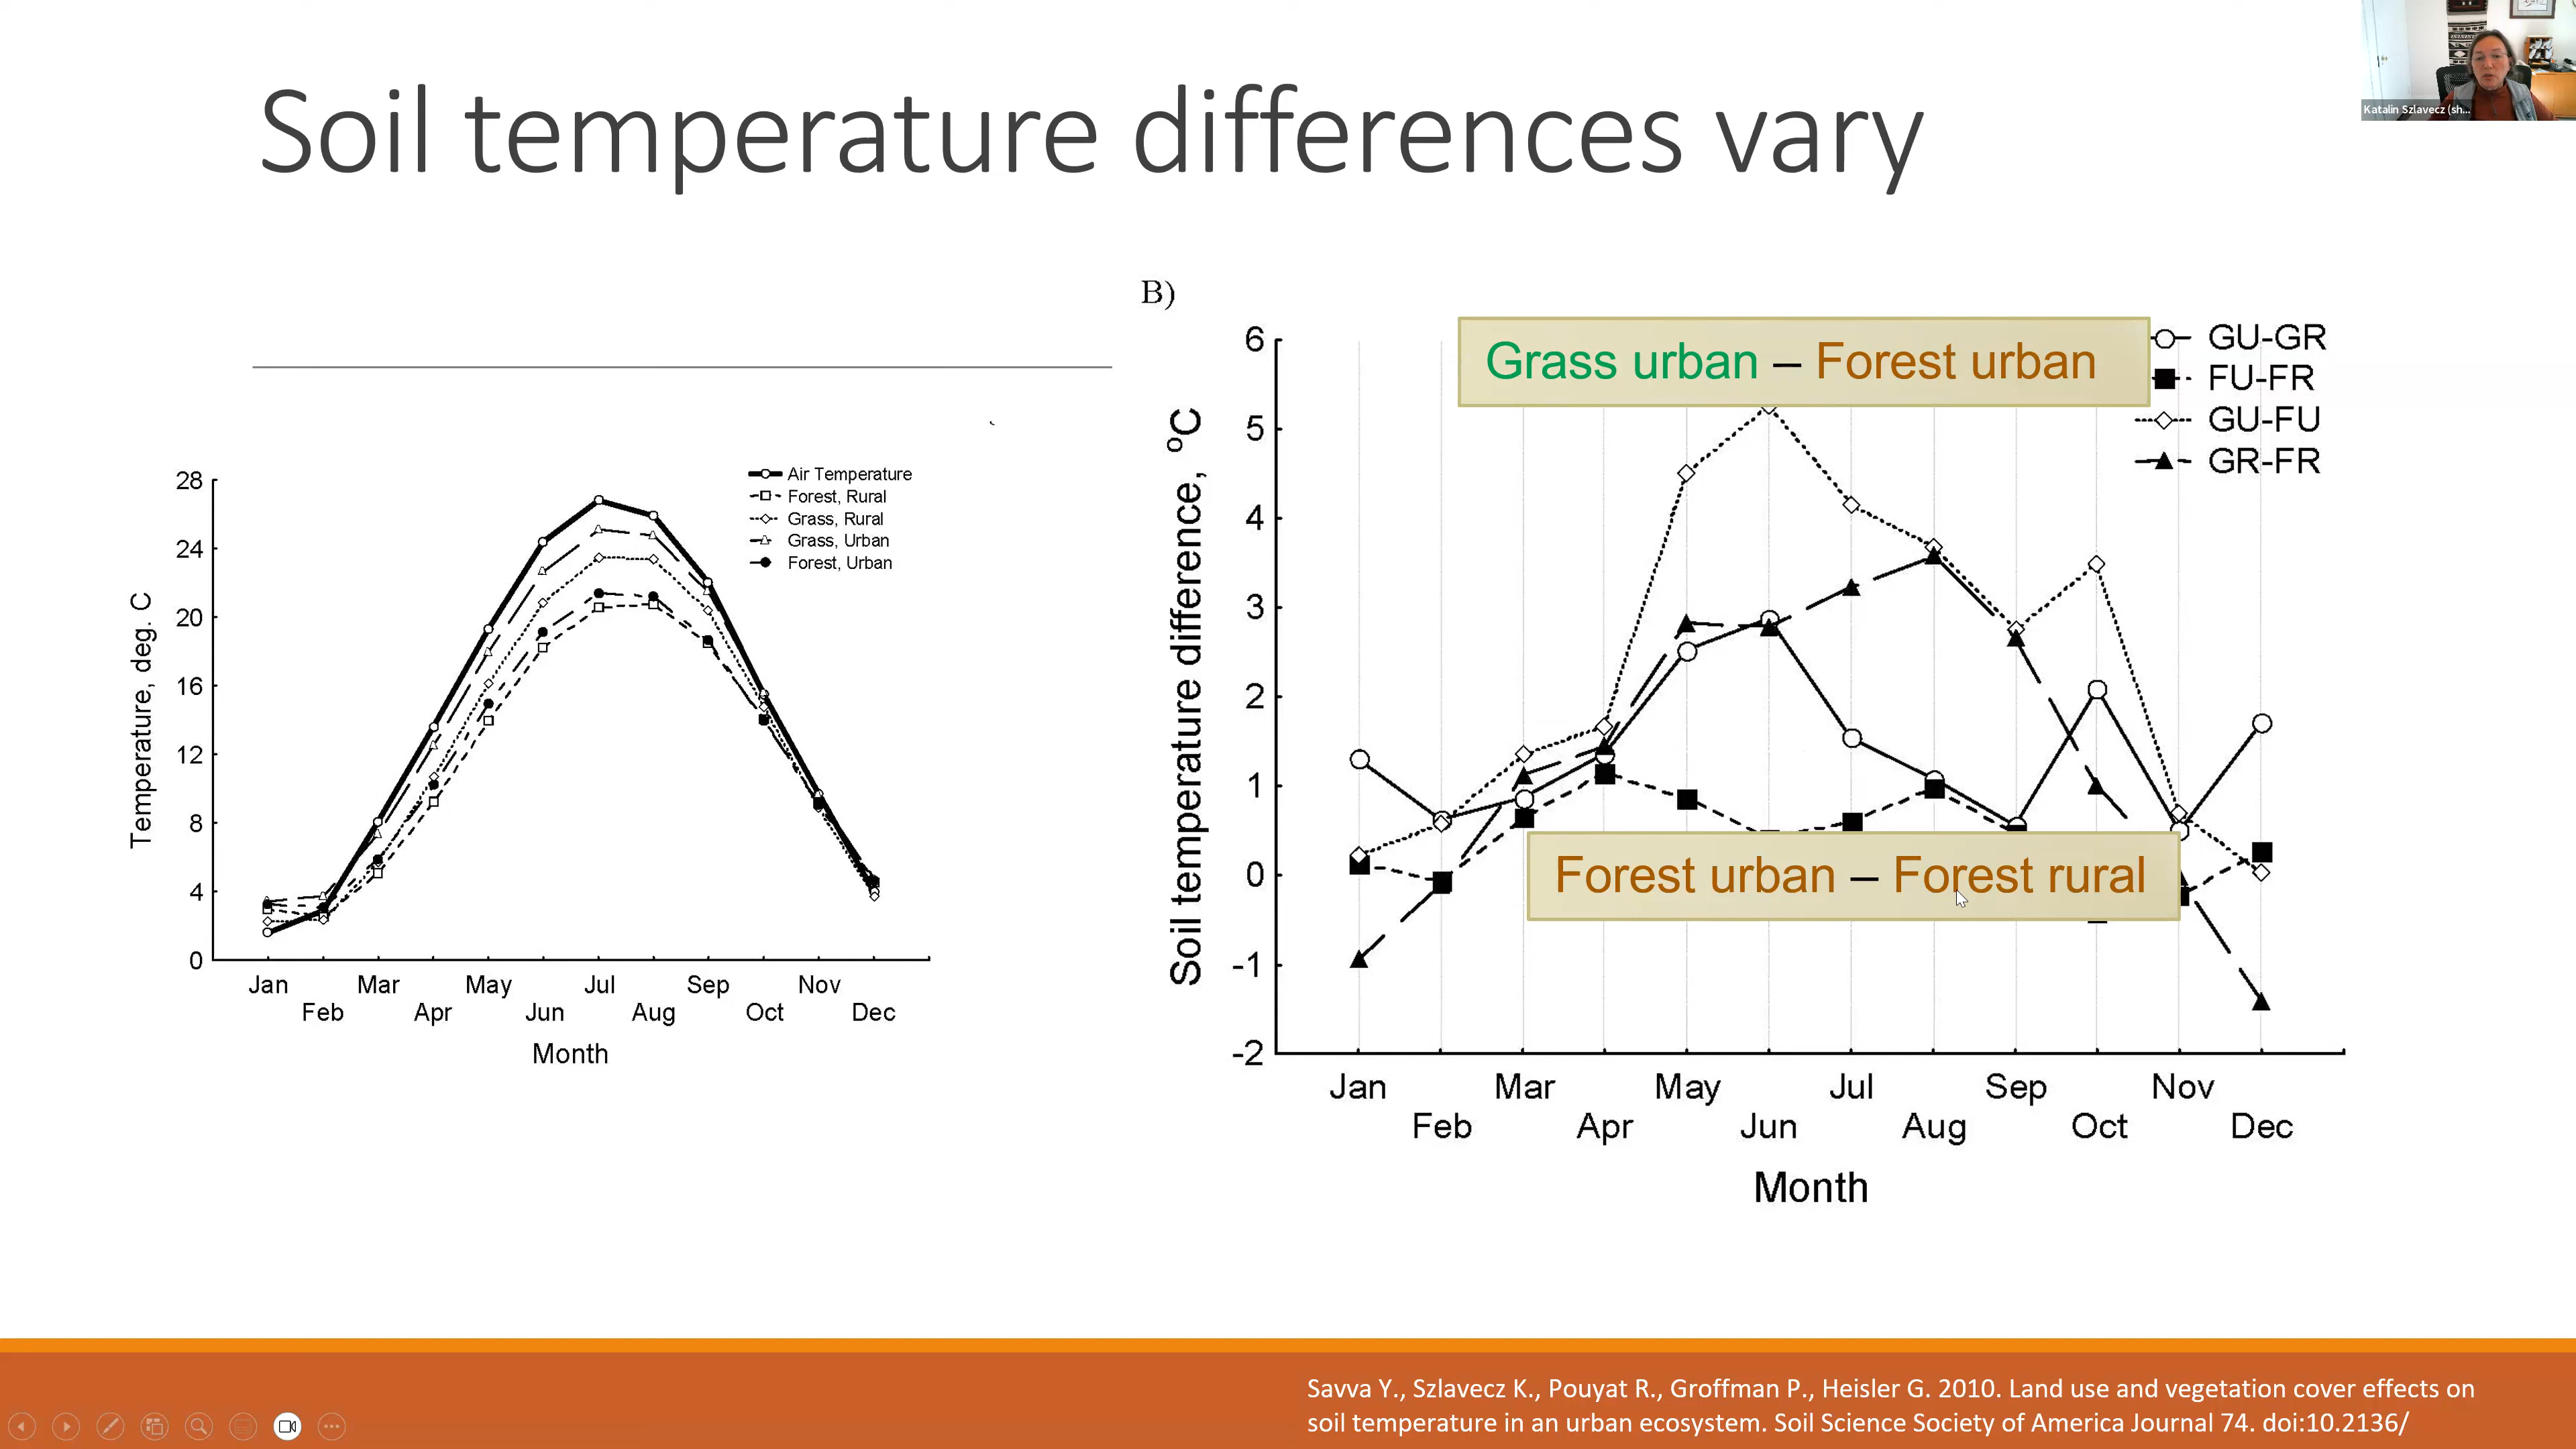 Soil temperature differences vary
Katalin Szlavecz (sh...
28
24
20
16
12
8
4
0
Temperature, deg. C
Air Temperature
Forest, Rural
Grass, Rural
Grass, Urban
Forest, Urban
Jan
Feb
Mar
Apr
May
Jun
Jul
Aug
Sep
Oct
Nov
Dec
Month
B)
6
5
4
3
2
1
0
-1
-2
Soil temperature difference, °C
Grass urban – Forest urban
GU-GR
FU-FR
GU-FU
GR-FR
Forest urban – Forest rural
Jan
Feb
Mar
Apr
May
Jun
Jul
Aug
Sep
Oct
Nov
Dec
Month
Savva Y., Szlavecz K., Pouyat R., Groffman P., Heisler G. 2010. Land use and vegetation cover effects on
soil temperature in an urban ecosystem. Soil Science Society of America Journal 74. doi:10.2136/